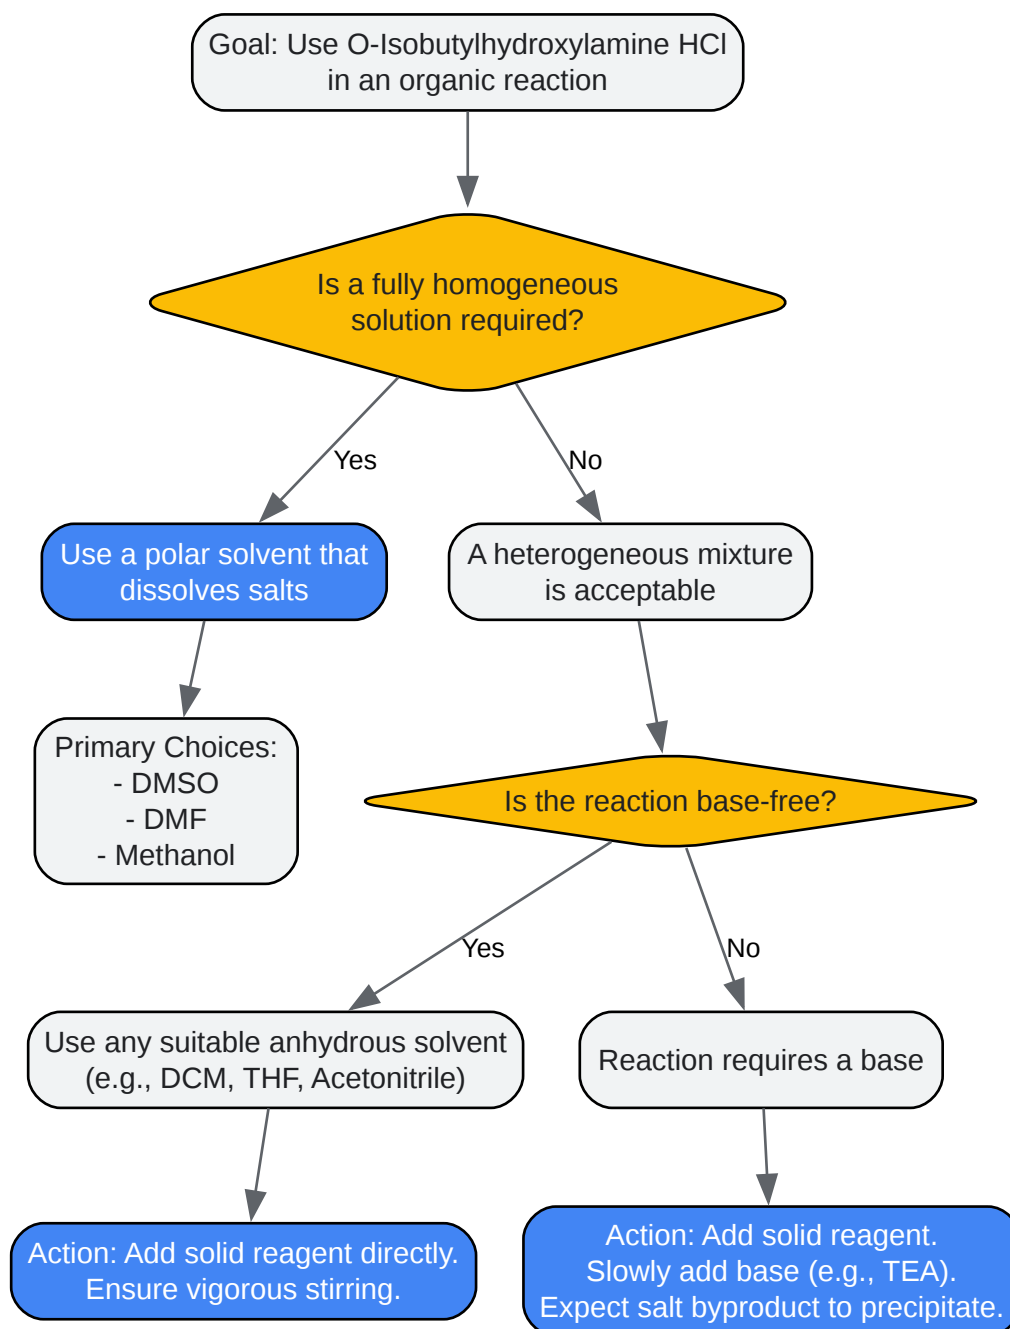 Goal: Use O-Isobutylhydroxylamine HCl
in an organic reaction
Is a fully homogeneous
solution required?
Yes
No
Use a polar solvent that
dissolves salts
A heterogeneous mixture
is acceptable
Primary Choices:
- DMSO
- DMF
- Methanol
Is the reaction base-free?
Yes
No
Use any suitable anhydrous solvent
(e.g., DCM, THF, Acetonitrile)
Reaction requires a base
Action: Add solid reagent directly.
Ensure vigorous stirring.
Action: Add solid reagent.
Slowly add base (e.g., TEA).
Expect salt byproduct to precipitate.